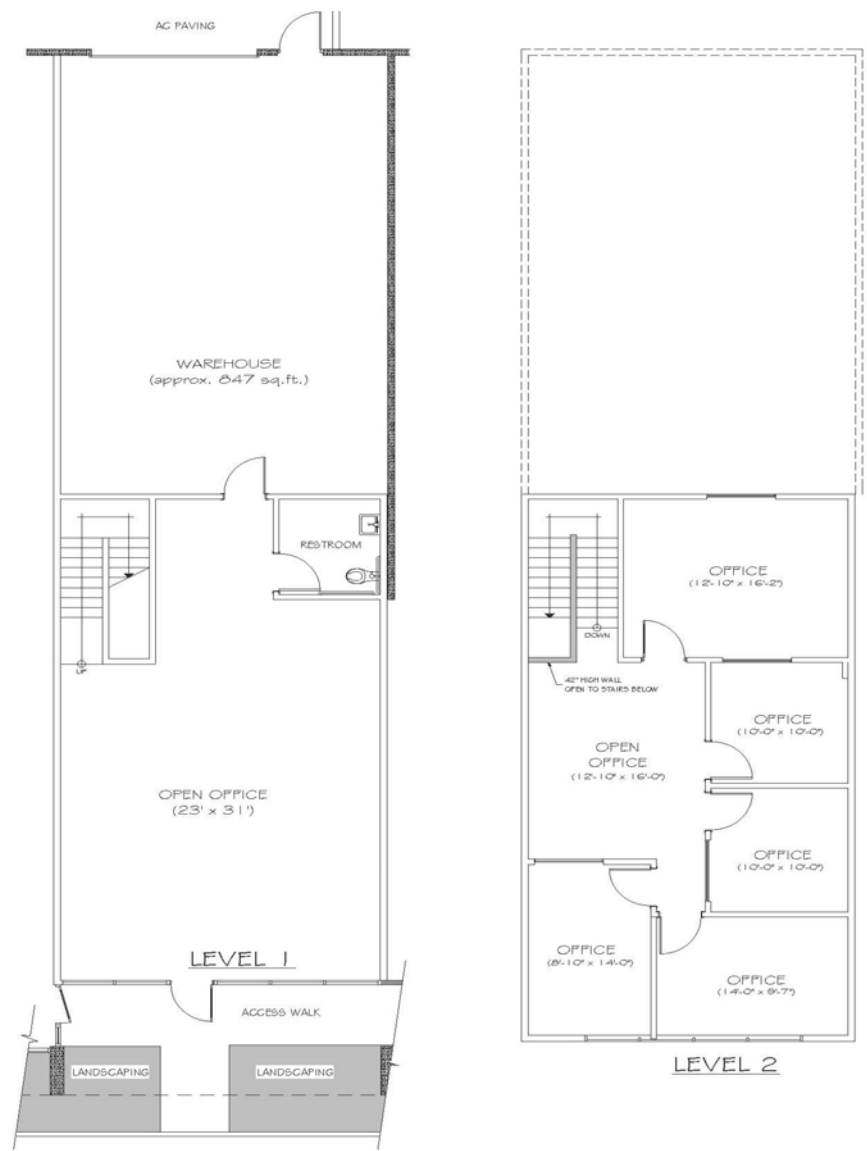 AC PAVING
WAREHOUSE
(approx. 847 sq.ft.)
RESTROOM
UP
OPEN OFFICE
(23' x 31')
LEVEL 1
ACCESS WALK
LANDSCAPING
LANDSCAPING
OFFICE
(12'-10" x 16'-2")
DOWN
42" HIGH WALL
OPEN TO STAIRS BELOW
OFFICE
(10'-0" x 10'-0")
OPEN
OFFICE
(12'-10" x 16'-0")
OFFICE
(10'-0" x 10'-0")
OFFICE
(8'-10" x 14'-0")
OFFICE
(14'-0" x 9'-7")
LEVEL 2